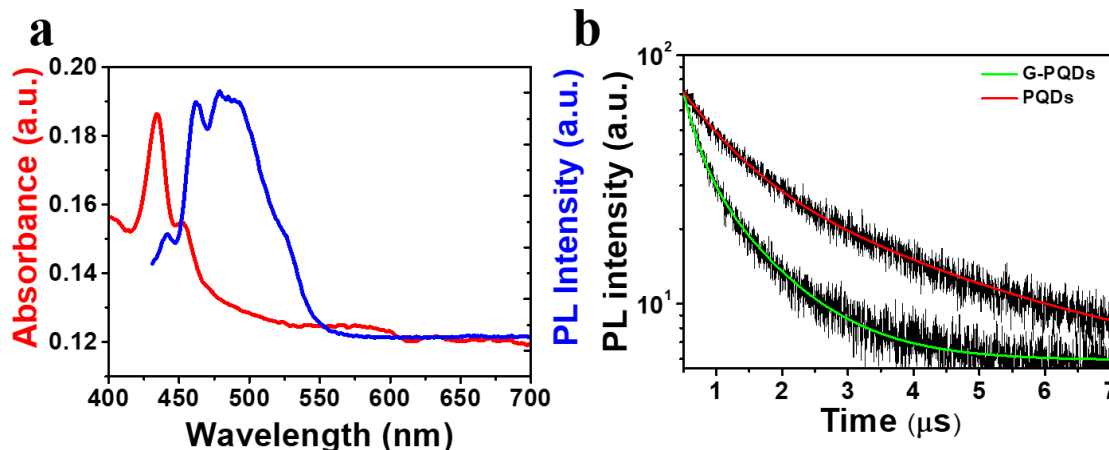 a
0.20
0.18
0.16
0.14
0.12
400 450 500 550 600 650 700
Absorbance (a.u.)
PL Intensity (a.u.)
Wavelength (nm)
b
10²
10¹
1 2 3 4 5 6 7
PL intensity (a.u.)
Time (μs)
G-PQDs
PQDs